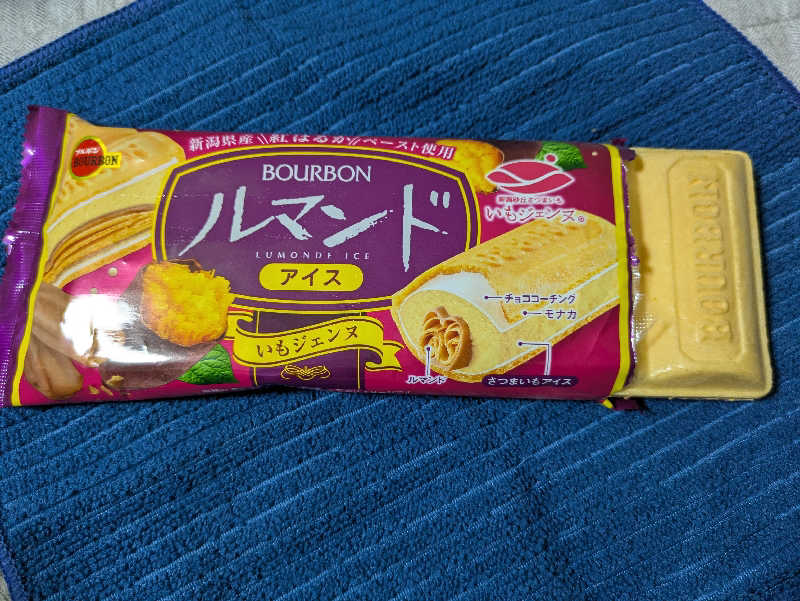 新潟県産\\紅はるか//ペースト使用
ブルボン
BOURBON
BOURBON
ルマンド
LUMONDE ICE
アイス
いもジェンヌ
新潟砂丘さつまいも
いもジェンヌ®
チョココーチング
モナカ
ルマンド
さつまいもアイス
BOURBON